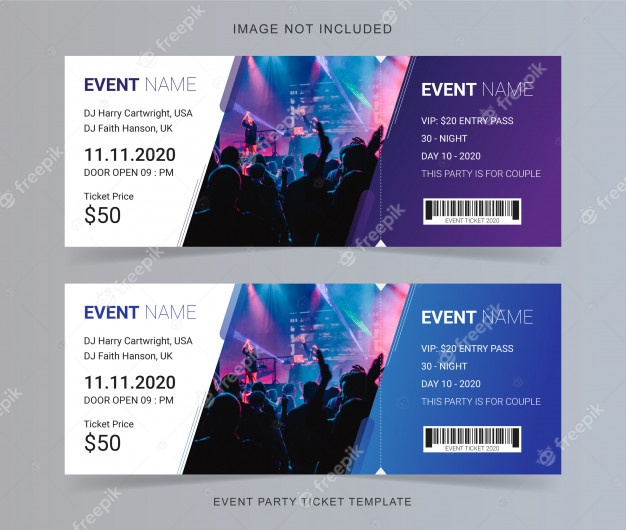 IMAGE NOT INCLUDED
EVENT NAME
DJ Harry Cartwright, USA
DJ Faith Hanson, UK
11.11.2020
DOOR OPEN 09 : PM
Ticket Price
$50
EVENT NAME
VIP: $20 ENTRY PASS
30 - NIGHT
DAY 10 - 2020
THIS PARTY IS FOR COUPLE
EVENT TICKET 2020
EVENT NAME
DJ Harry Cartwright, USA
DJ Faith Hanson, UK
11.11.2020
DOOR OPEN 09 : PM
Ticket Price
$50
EVENT NAME
VIP: $20 ENTRY PASS
30 - NIGHT
DAY 10 - 2020
THIS PARTY IS FOR COUPLE
EVENT TICKET 2020
EVENT PARTY TICKET TEMPLATE
freepik